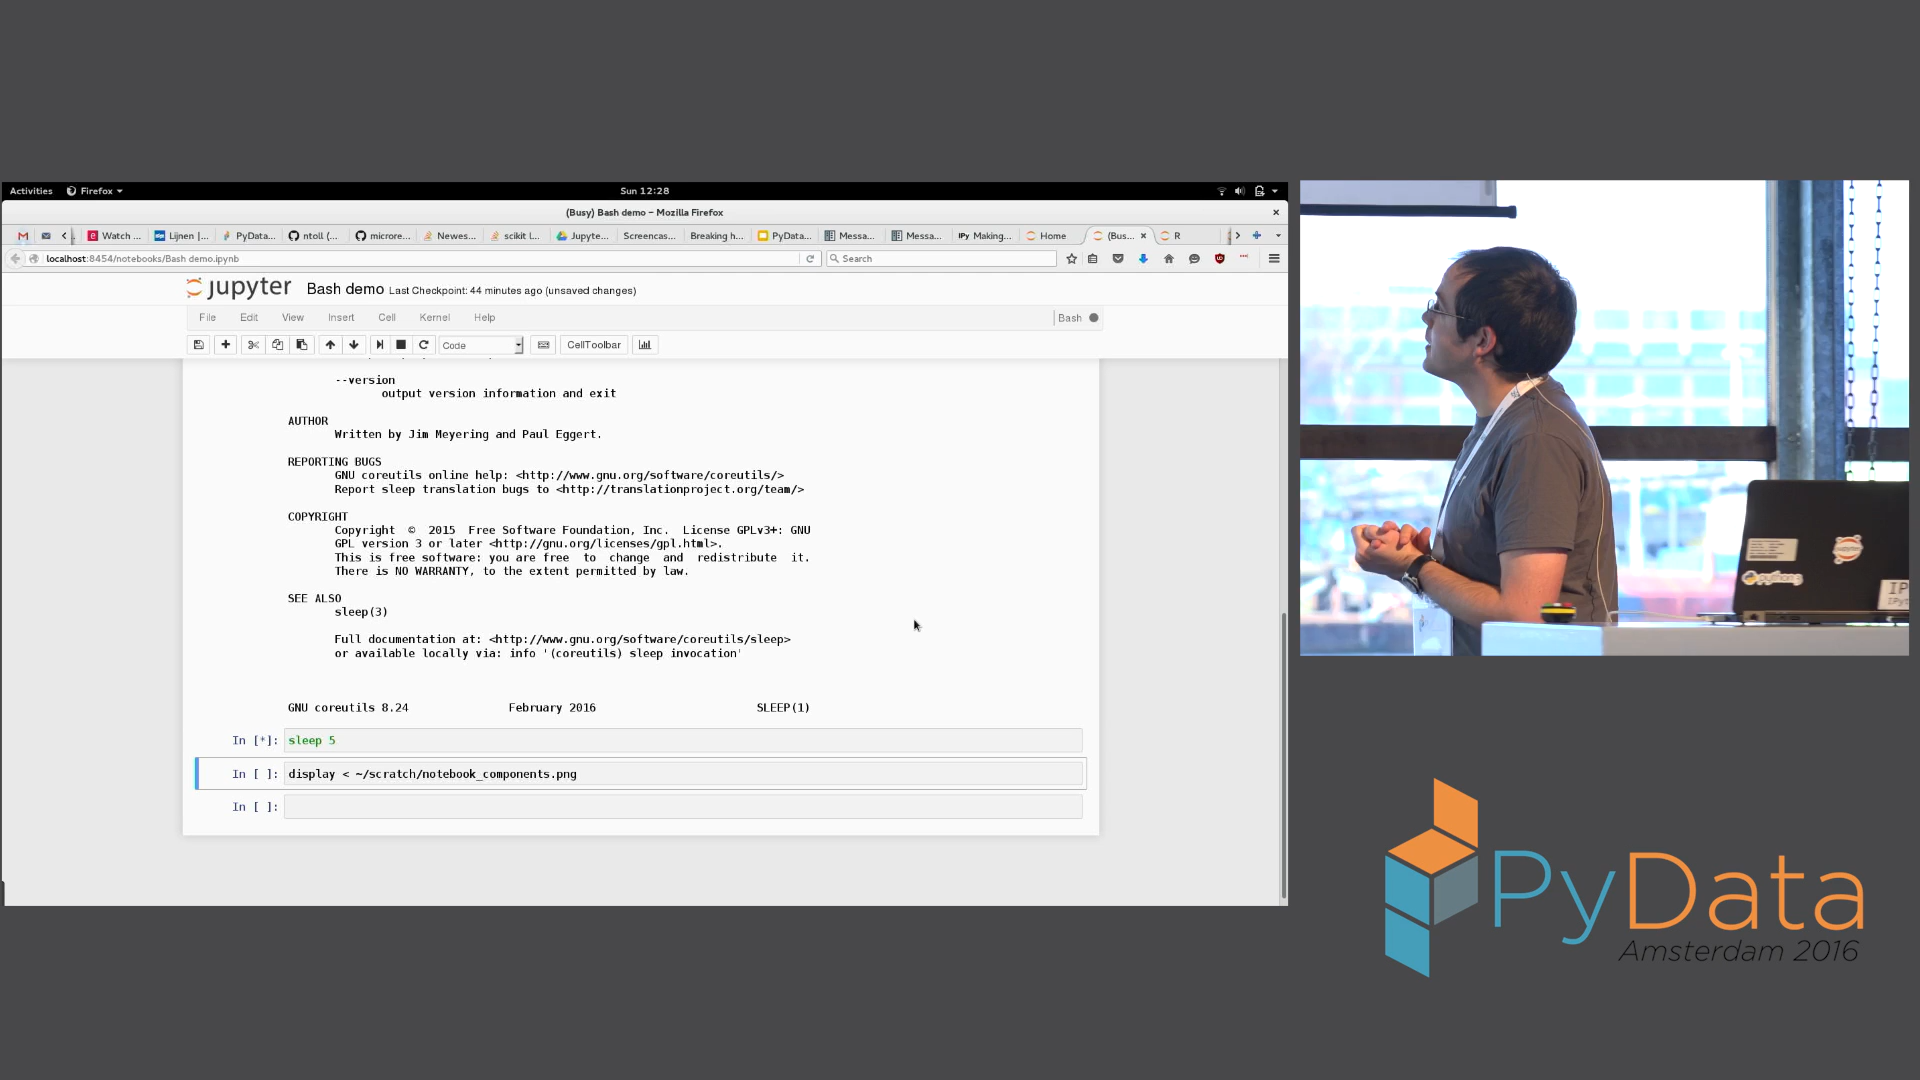 Activities Firefox Sun 12:28
(Busy) Bash demo – Mozilla Firefox
Watch ... Lijnen |... PyData... ntoll (... microre... Newes... scikit l... Jupyte... Screencas... Breaking h... PyData... Messa... Messa... IPy Making... Home (Bus... R
localhost:8454/notebooks/Bash demo.ipynb Search
jupyter Bash demo Last Checkpoint: 44 minutes ago (unsaved changes)
File Edit View Insert Cell Kernel Help Bash
Code CellToolbar
--version
output version information and exit
AUTHOR
Written by Jim Meyering and Paul Eggert.
REPORTING BUGS
GNU coreutils online help: <http://www.gnu.org/software/coreutils/>
Report sleep translation bugs to <http://translationproject.org/team/>
COPYRIGHT
Copyright © 2015 Free Software Foundation, Inc. License GPLv3+: GNU
GPL version 3 or later <http://gnu.org/licenses/gpl.html>.
This is free software: you are free to change and redistribute it.
There is NO WARRANTY, to the extent permitted by law.
SEE ALSO
sleep(3)
Full documentation at: <http://www.gnu.org/software/coreutils/sleep>
or available locally via: info '(coreutils) sleep invocation'
GNU coreutils 8.24 February 2016 SLEEP(1)
In [*]: sleep 5
In [ ]: display < ~/scratch/notebook_components.png
In [ ]:
jupyter
python
IP
PyData
Amsterdam 2016